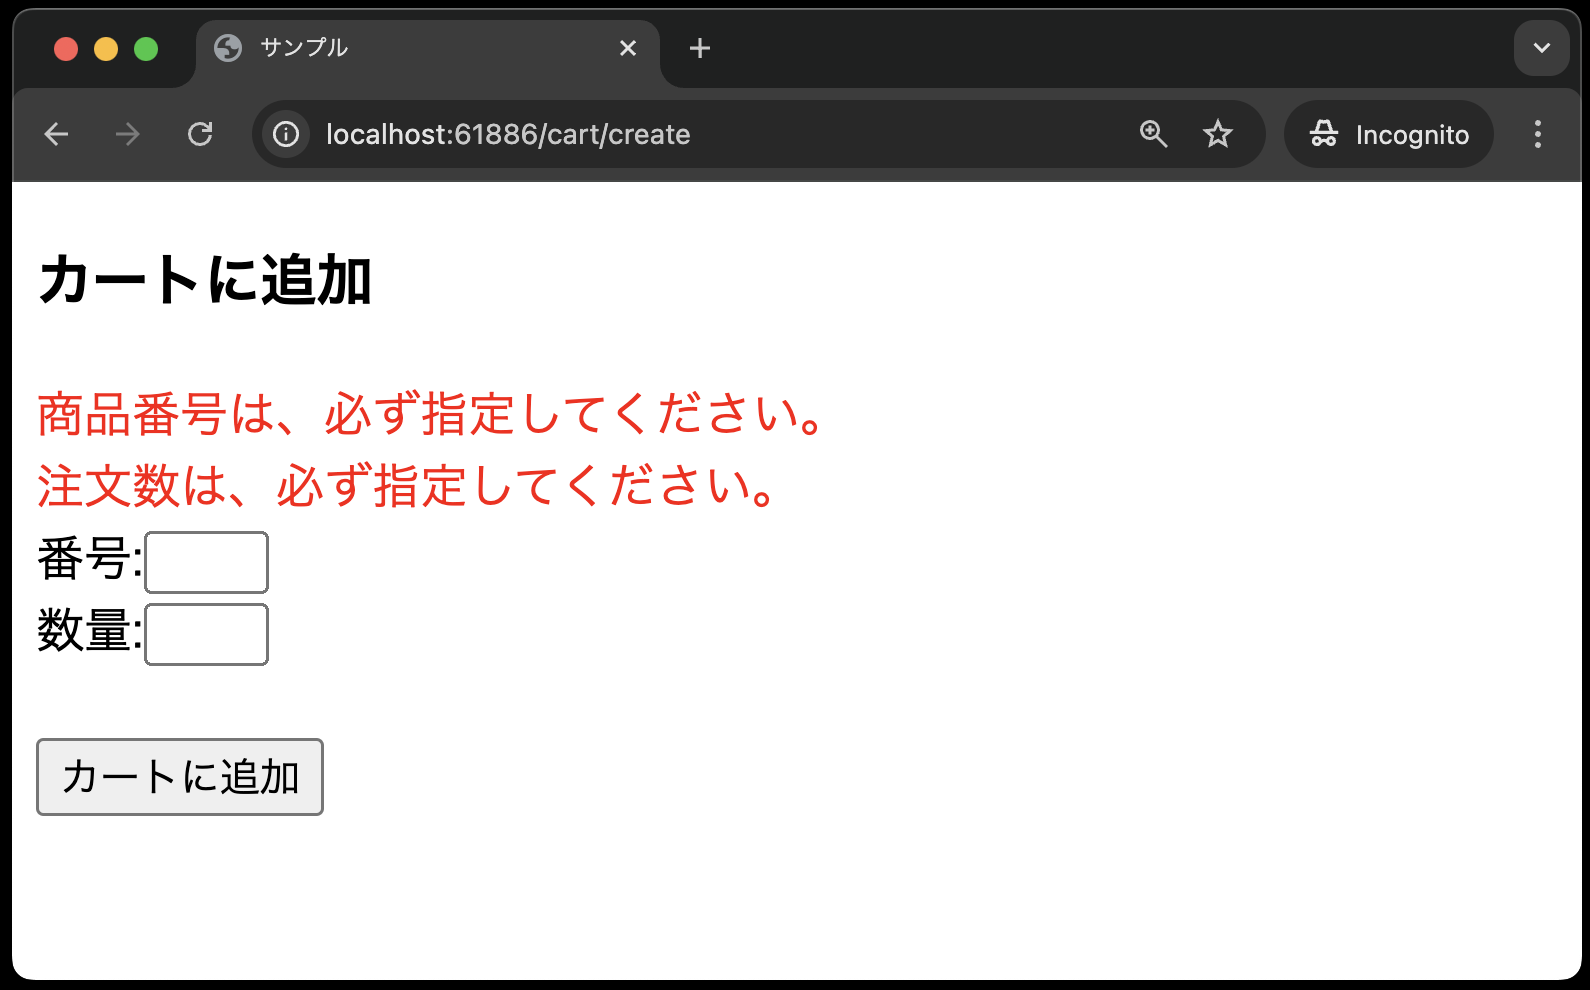 サンプル
localhost:61886/cart/create
Incognito
カートに追加
商品番号は、必ず指定してください。
注文数は、必ず指定してください。
番号:
数量:
カートに追加